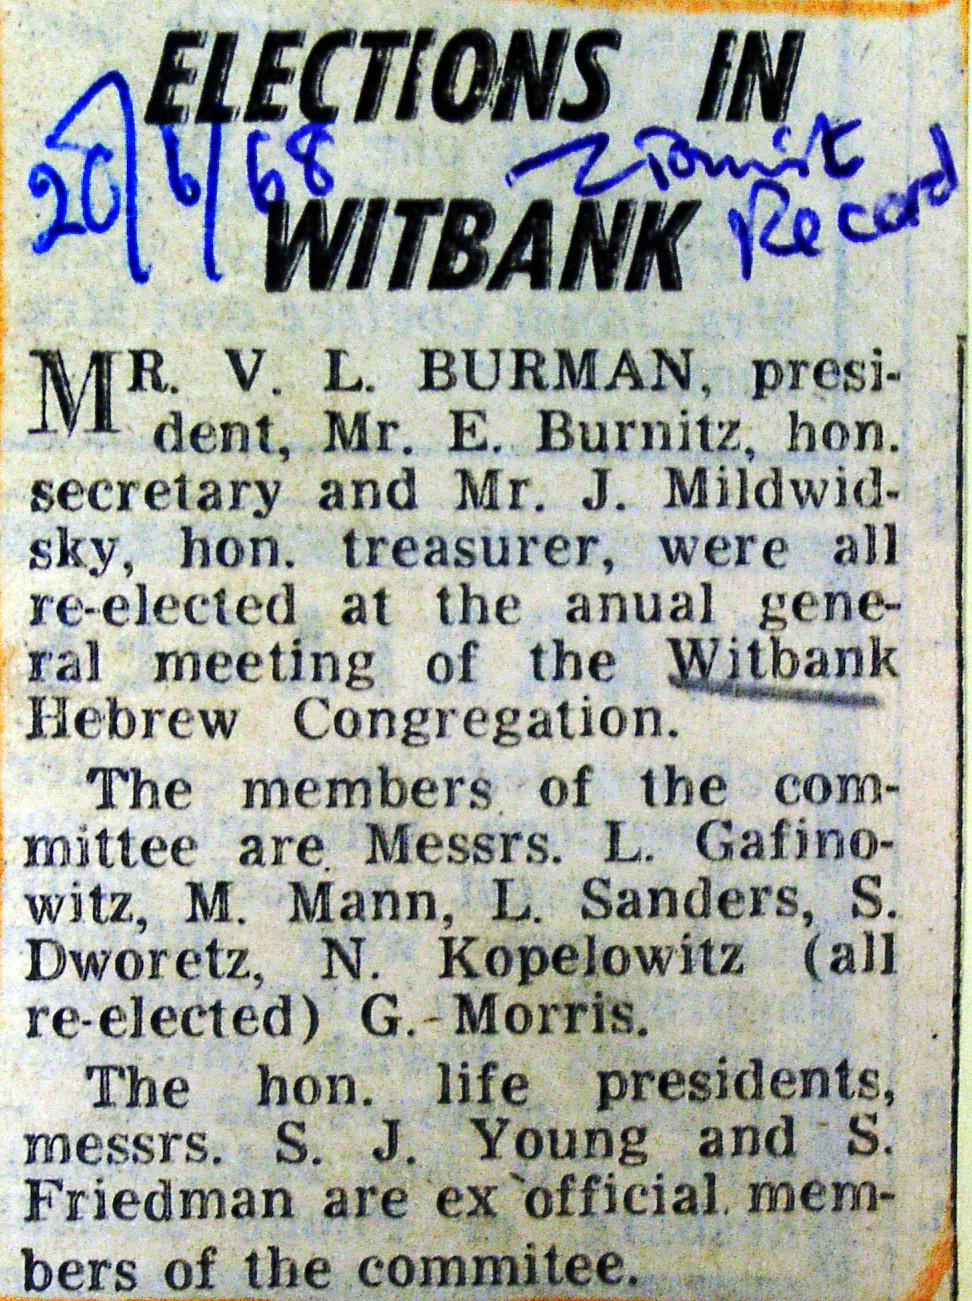 ELECTIONS IN
20/6/68 Zionist
Record
WITBANK
MR. V. L. BURMAN, presi-
dent, Mr. E. Burnitz, hon.
secretary and Mr. J. Mildwid-
sky, hon. treasurer, were all
re-elected at the anual gene-
ral meeting of the Witbank
Hebrew Congregation.
The members of the com-
mittee are Messrs. L. Gafino-
witz, M. Mann, L. Sanders, S.
Dworetz, N. Kopelowitz (all
re-elected) G. Morris.
The hon. life presidents,
messrs. S. J. Young and S.
Friedman are ex official mem-
bers of the commitee.